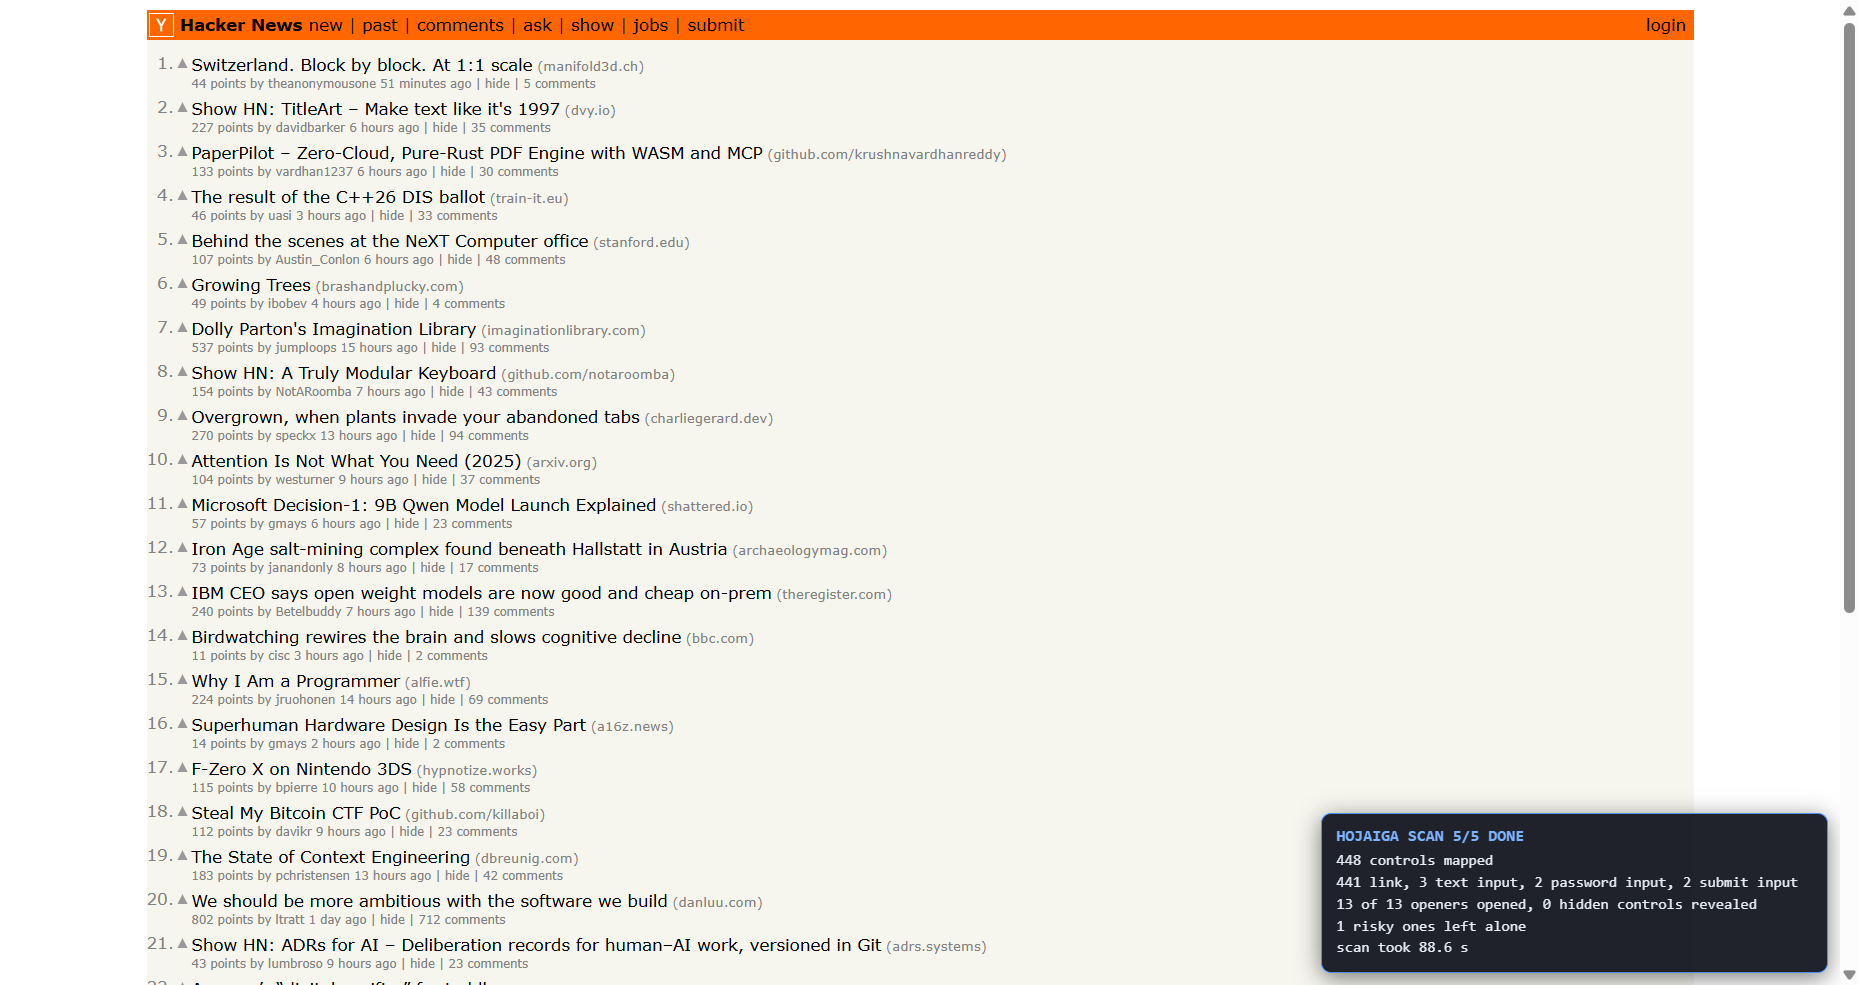 Y Hacker News new | past | comments | ask | show | jobs | submit login
1. ▲ Switzerland. Block by block. At 1:1 scale (manifold3d.ch)
44 points by theanonymousone 51 minutes ago | hide | 5 comments
2. ▲ Show HN: TitleArt – Make text like it's 1997 (dvy.io)
227 points by davidbarker 6 hours ago | hide | 35 comments
3. ▲ PaperPilot – Zero-Cloud, Pure-Rust PDF Engine with WASM and MCP (github.com/krushnavardhanreddy)
133 points by vardhan1237 6 hours ago | hide | 30 comments
4. ▲ The result of the C++26 DIS ballot (train-it.eu)
46 points by uasi 3 hours ago | hide | 33 comments
5. ▲ Behind the scenes at the NeXT Computer office (stanford.edu)
107 points by Austin_Conlon 6 hours ago | hide | 48 comments
6. ▲ Growing Trees (brashandplucky.com)
49 points by ibobev 4 hours ago | hide | 4 comments
7. ▲ Dolly Parton's Imagination Library (imaginationlibrary.com)
537 points by jumploops 15 hours ago | hide | 93 comments
8. ▲ Show HN: A Truly Modular Keyboard (github.com/notaroomba)
154 points by NotARoomba 7 hours ago | hide | 43 comments
9. ▲ Overgrown, when plants invade your abandoned tabs (charliegerard.dev)
270 points by speckx 13 hours ago | hide | 94 comments
10. ▲ Attention Is Not What You Need (2025) (arxiv.org)
104 points by westurner 9 hours ago | hide | 37 comments
11. ▲ Microsoft Decision-1: 9B Qwen Model Launch Explained (shattered.io)
57 points by gmays 6 hours ago | hide | 23 comments
12. ▲ Iron Age salt-mining complex found beneath Hallstatt in Austria (archaeologymag.com)
73 points by janandonly 8 hours ago | hide | 17 comments
13. ▲ IBM CEO says open weight models are now good and cheap on-prem (theregister.com)
240 points by Betelbuddy 7 hours ago | hide | 139 comments
14. ▲ Birdwatching rewires the brain and slows cognitive decline (bbc.com)
11 points by cisc 3 hours ago | hide | 2 comments
15. ▲ Why I Am a Programmer (alfie.wtf)
224 points by jruohonen 14 hours ago | hide | 69 comments
16. ▲ Superhuman Hardware Design Is the Easy Part (a16z.news)
14 points by gmays 2 hours ago | hide | 2 comments
17. ▲ F-Zero X on Nintendo 3DS (hypnotize.works)
115 points by bpierre 10 hours ago | hide | 58 comments
18. ▲ Steal My Bitcoin CTF PoC (github.com/killaboi)
112 points by davikr 9 hours ago | hide | 23 comments
19. ▲ The State of Context Engineering (dbreunig.com)
183 points by pchristensen 13 hours ago | hide | 42 comments
20. ▲ We should be more ambitious with the software we build (danluu.com)
802 points by ltratt 1 day ago | hide | 712 comments
21. ▲ Show HN: ADRs for AI – Deliberation records for human–AI work, versioned in Git (adrs.systems)
43 points by lumbroso 9 hours ago | hide | 23 comments
HOJAIGA SCAN 5/5 DONE
448 controls mapped
441 link, 3 text input, 2 password input, 2 submit input
13 of 13 openers opened, 0 hidden controls revealed
1 risky ones left alone
scan took 88.6 s